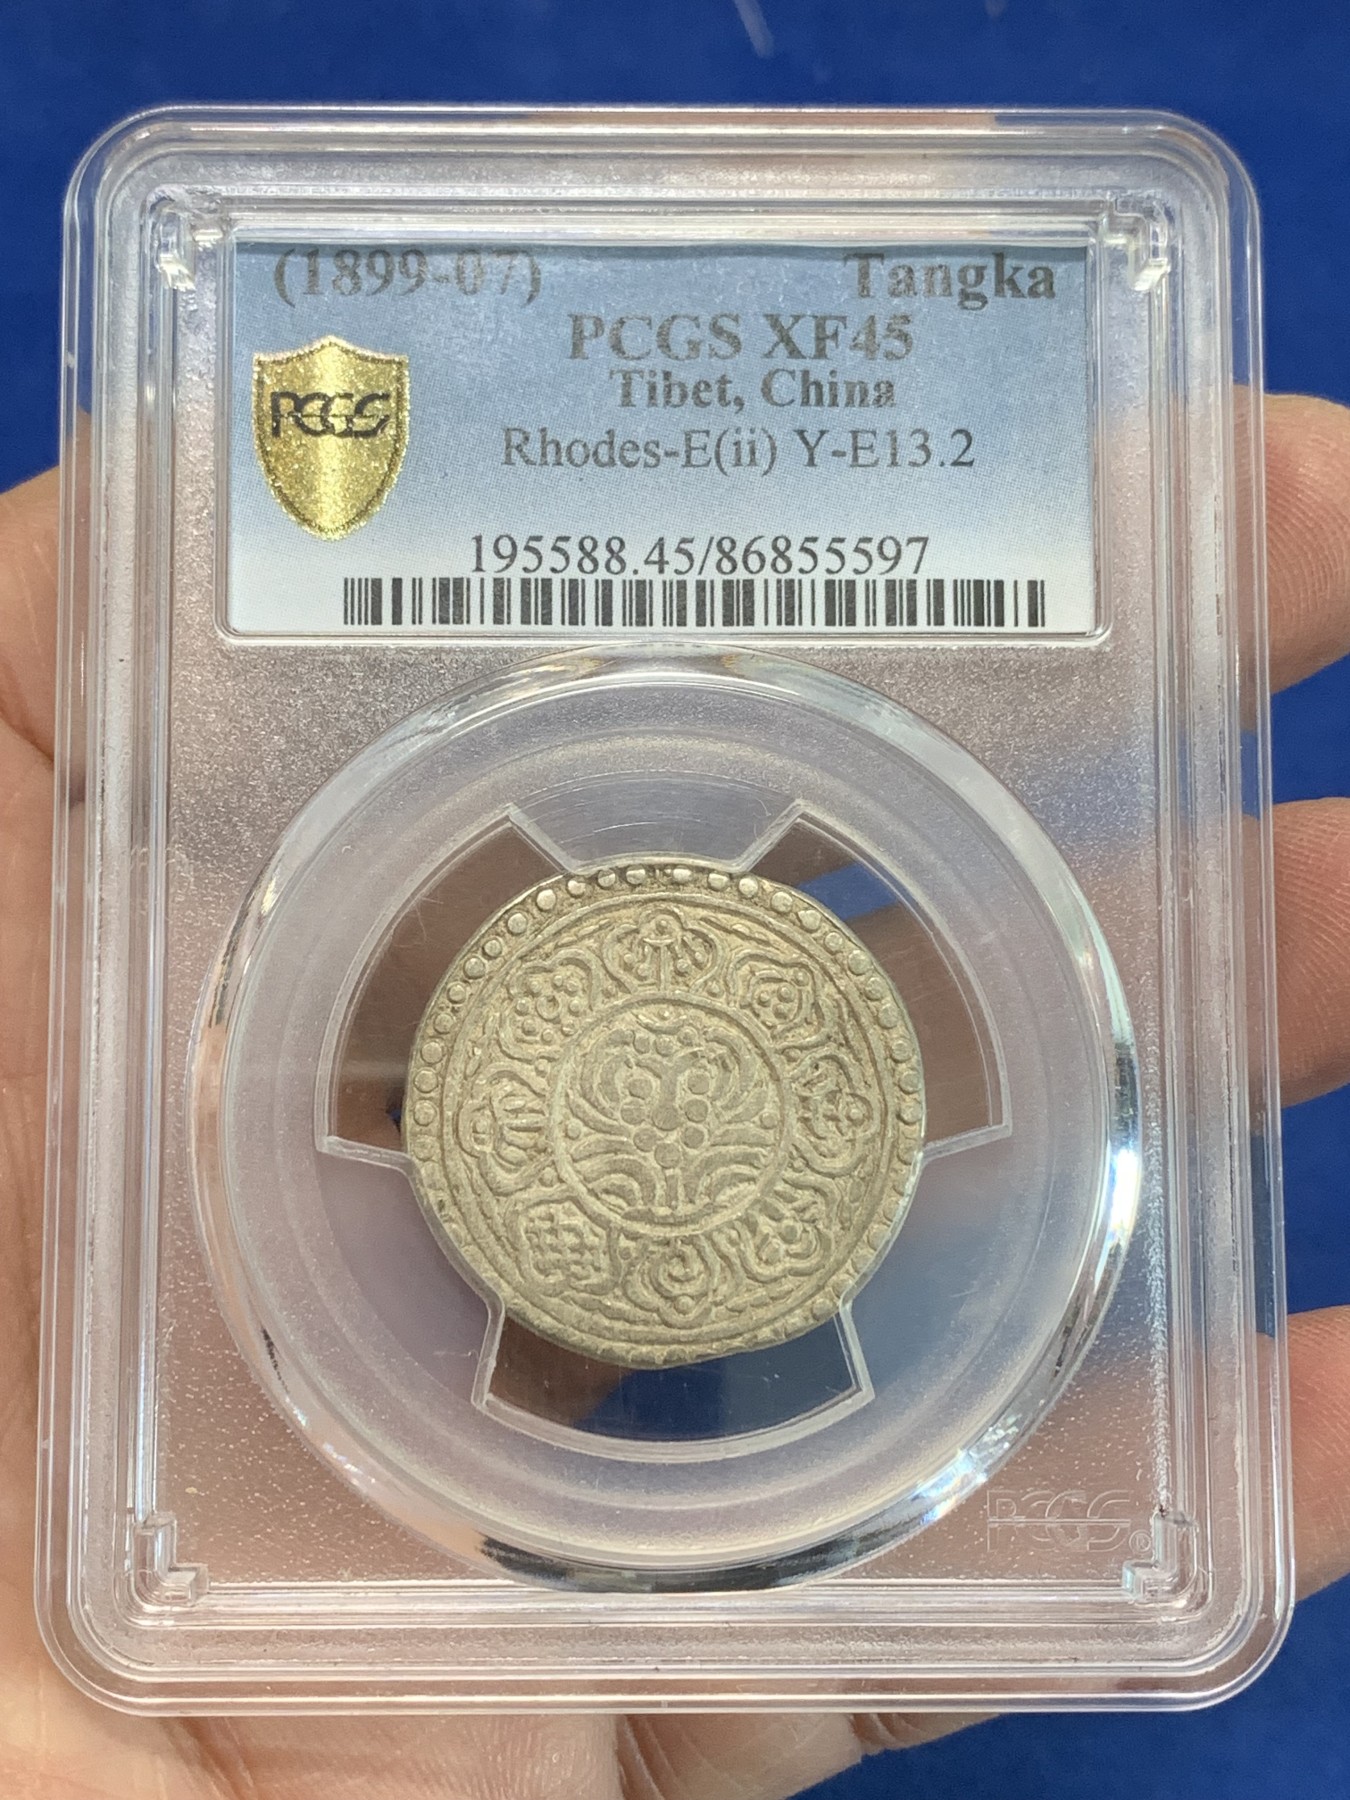 (1899-07) Tangka
PCGS XF45
Tibet, China
PCGS
Rhodes-E(ii) Y-E13.2
195588.45/86855597
PCGS